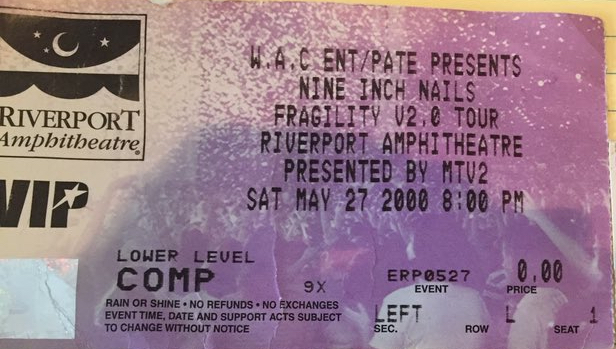 RIVERPORT
Amphitheatre
VIP
W.A.C ENT/PATE PRESENTS
NINE INCH NAILS
FRAGILITY V2.0 TOUR
RIVERPORT AMPHITHEATRE
PRESENTED BY MTV2
SAT MAY 27 2000 8:00 PM
LOWER LEVEL
COMP 9X
ERP0527 0.00
EVENT PRICE
RAIN OR SHINE • NO REFUNDS • NO EXCHANGES
EVENT TIME, DATE AND SUPPORT ACTS SUBJECT
TO CHANGE WITHOUT NOTICE
LEFT L 1
SEC. ROW SEAT